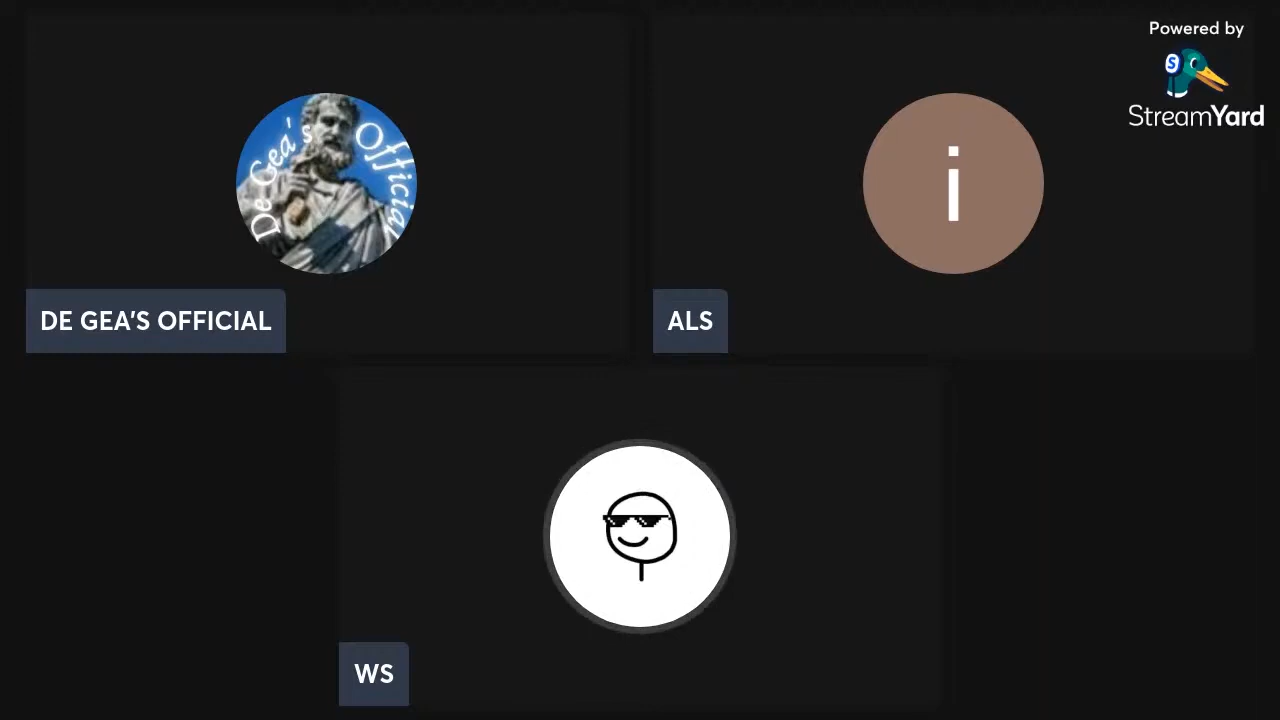 Powered by
S
StreamYard
De Gea's Official
i
DE GEA'S OFFICIAL
ALS
WS